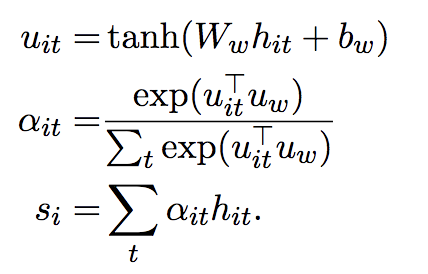 u_{it} = tanh(W_w h_{it} + b_w)
α_{it} = \frac{exp(u_{it}^⊤ u_w)}{∑_t exp(u_{it}^⊤ u_w)}
s_i = ∑_t α_{it} h_{it}.